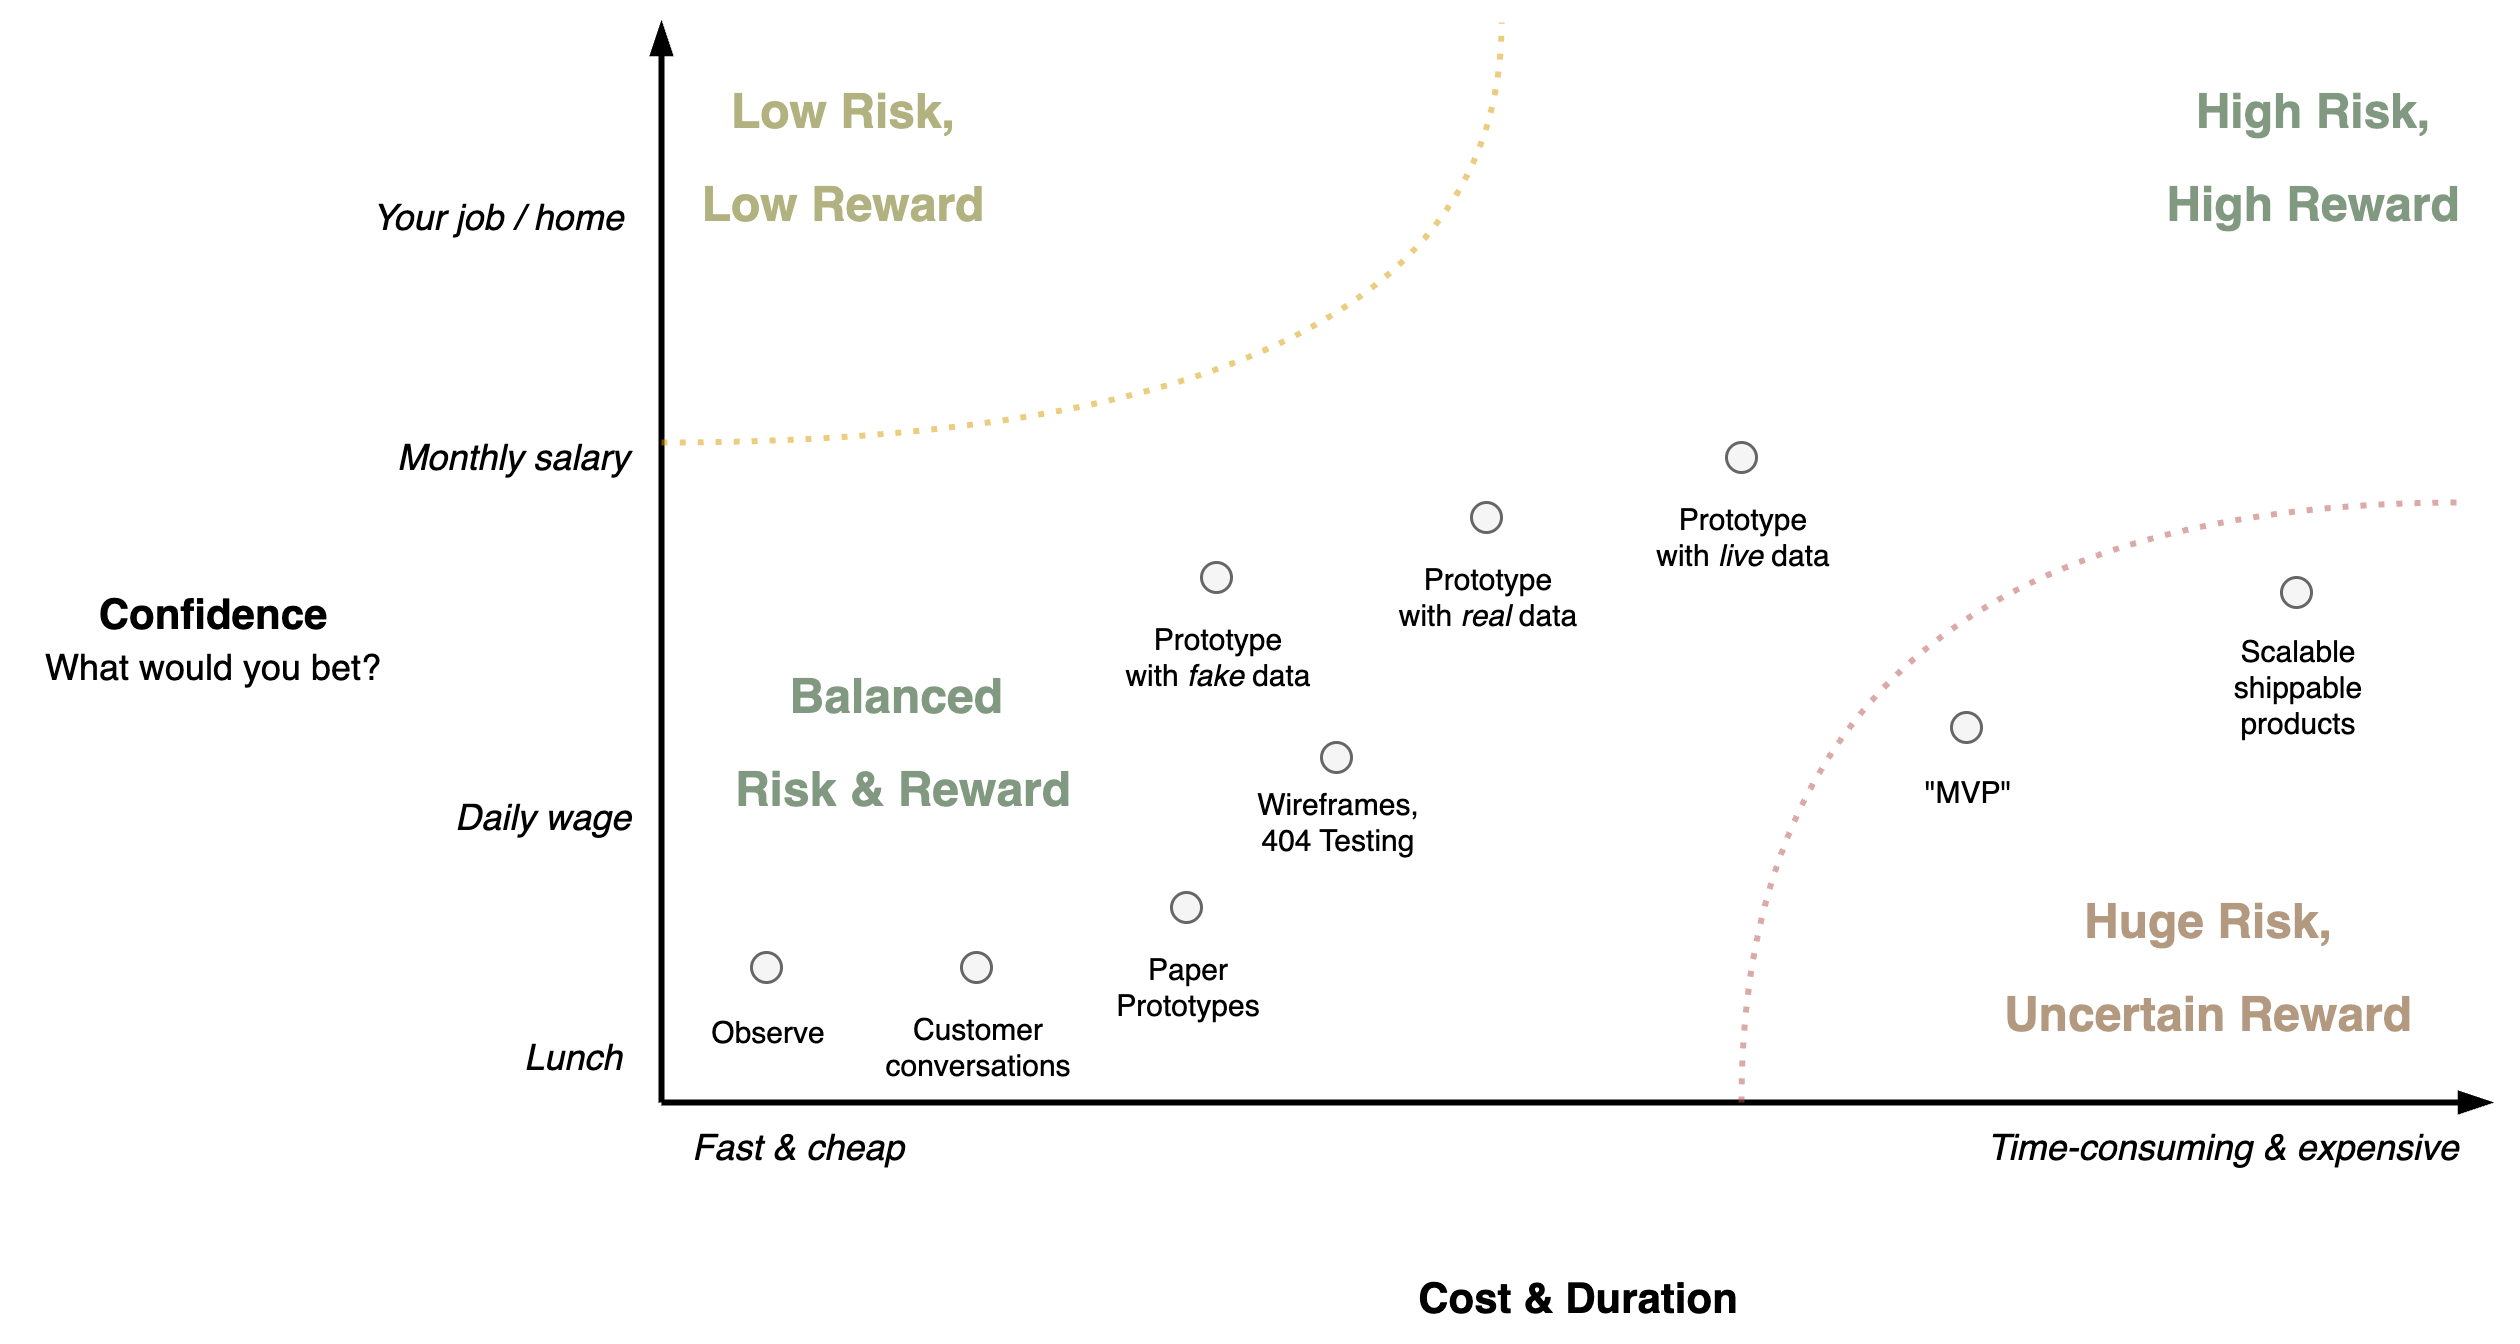 Low Risk,
Low Reward
High Risk,
High Reward
Your job / home
Monthly salary
Confidence
What would you bet?
Daily wage
Lunch
Balanced
Risk & Reward
Prototype
with live data
Prototype
with real data
Prototype
with fake data
Scalable
shippable
products
"MVP"
Wireframes,
404 Testing
Paper
Prototypes
Observe
Customer
conversations
Huge Risk,
Uncertain Reward
Fast & cheap
Time-consuming & expensive
Cost & Duration